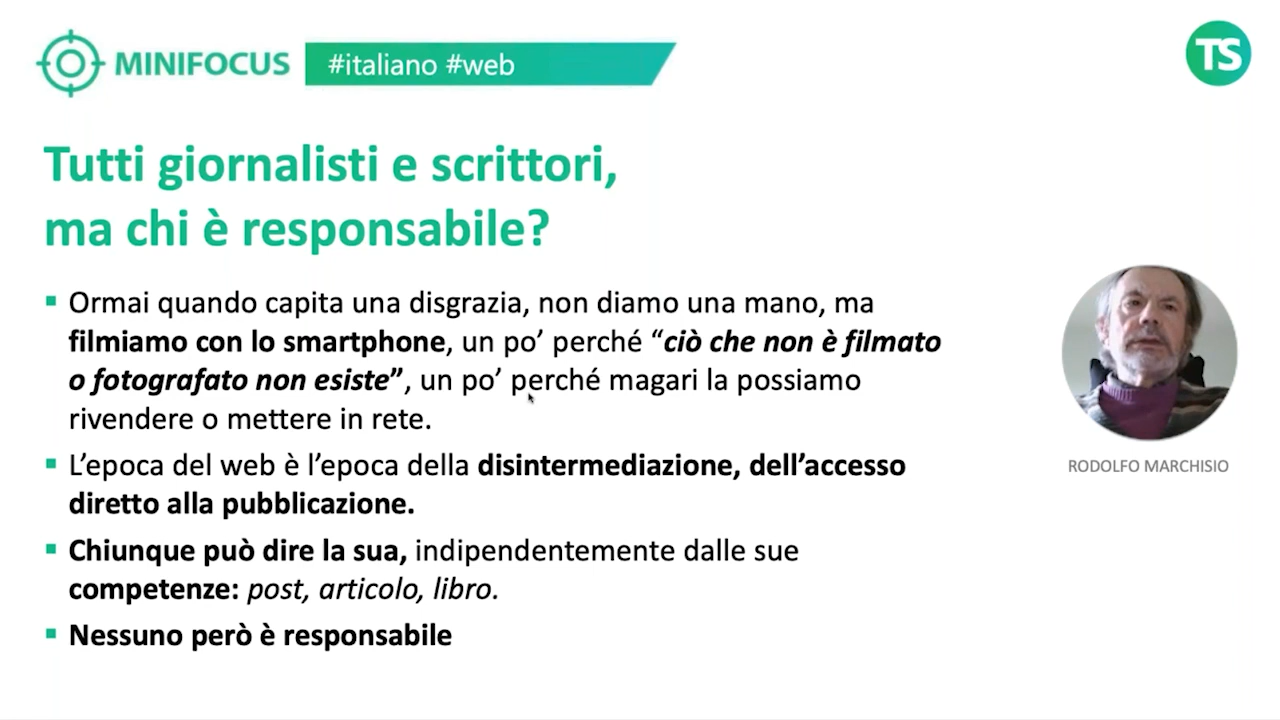 MINIFOCUS
#italiano #web
TS
Tutti giornalisti e scrittori,
ma chi è responsabile?
▪ Ormai quando capita una disgrazia, non diamo una mano, ma
filmiamo con lo smartphone, un po’ perché “ciò che non è filmato
o fotografato non esiste”, un po’ perché magari la possiamo
rivendere o mettere in rete.
▪ L’epoca del web è l’epoca della disintermediazione, dell’accesso
diretto alla pubblicazione.
▪ Chiunque può dire la sua, indipendentemente dalle sue
competenze: post, articolo, libro.
▪ Nessuno però è responsabile
RODOLFO MARCHISIO